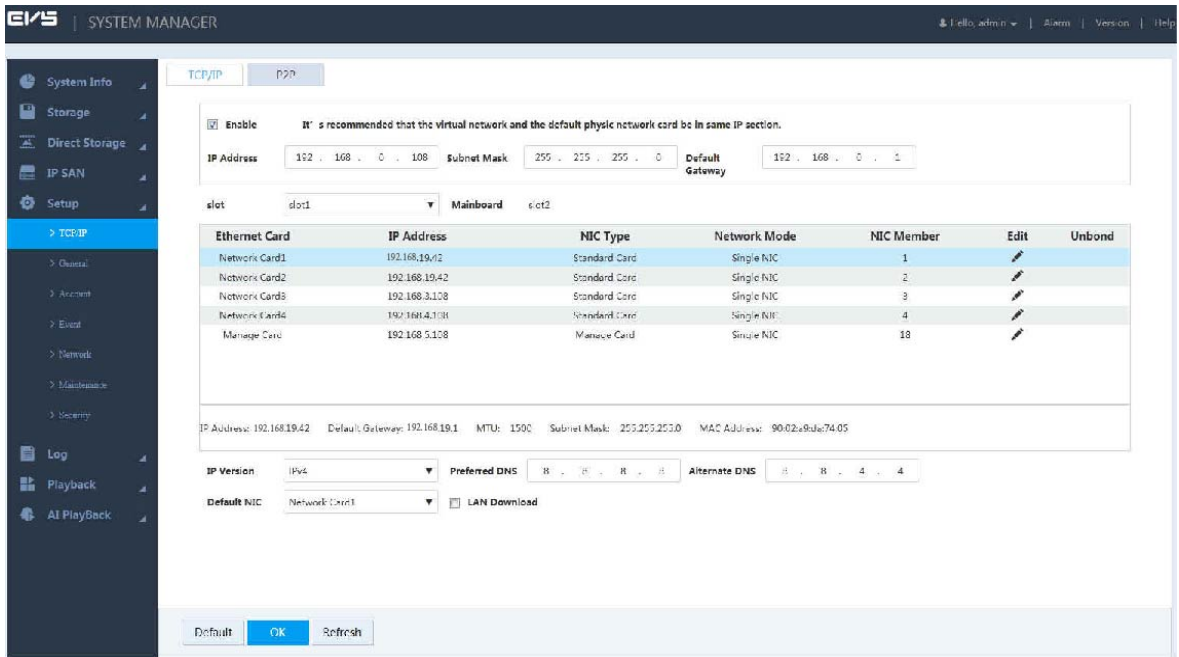 EVS | SYSTEM MANAGER
Hello, admin | Alarm | Version | Help
TCP/IP P2P
System Info
Storage
Direct Storage
IP SAN
Setup
> TCP/IP
> General
> Account
> Event
> Network
> Maintenance
> Security
Log
Playback
AI PlayBack
Enable It' s recommended that the virtual network and the default physic network card be in same IP section.
IP Address 192 . 168 . 0 . 108 Subnet Mask 255 . 255 . 255 . 0 Default Gateway 192 . 168 . 0 . 1
slot slot1 Mainboard slot2
Ethernet Card IP Address NIC Type Network Mode NIC Member Edit Unbond
Network Card1 192.168.19.42 Standard Card Single NIC 1
Network Card2 192.168.19.42 Standard Card Single NIC 2
Network Card3 192.168.3.108 Standard Card Single NIC 3
Network Card4 192.168.4.108 Standard Card Single NIC 4
Manage Card 192.168.5.108 Manage Card Single NIC 18
IP Address: 192.168.19.42 Default Gateway: 192.168.19.1 MTU: 1500 Subnet Mask: 255.255.255.0 MAC Address: 90:02:a9:da:74:05
IP Version IPv4 Preferred DNS 8 . 8 . 8 . 8 Alternate DNS 8 . 8 . 4 . 4
Default NIC Network Card1 LAN Download
Default OK Refresh